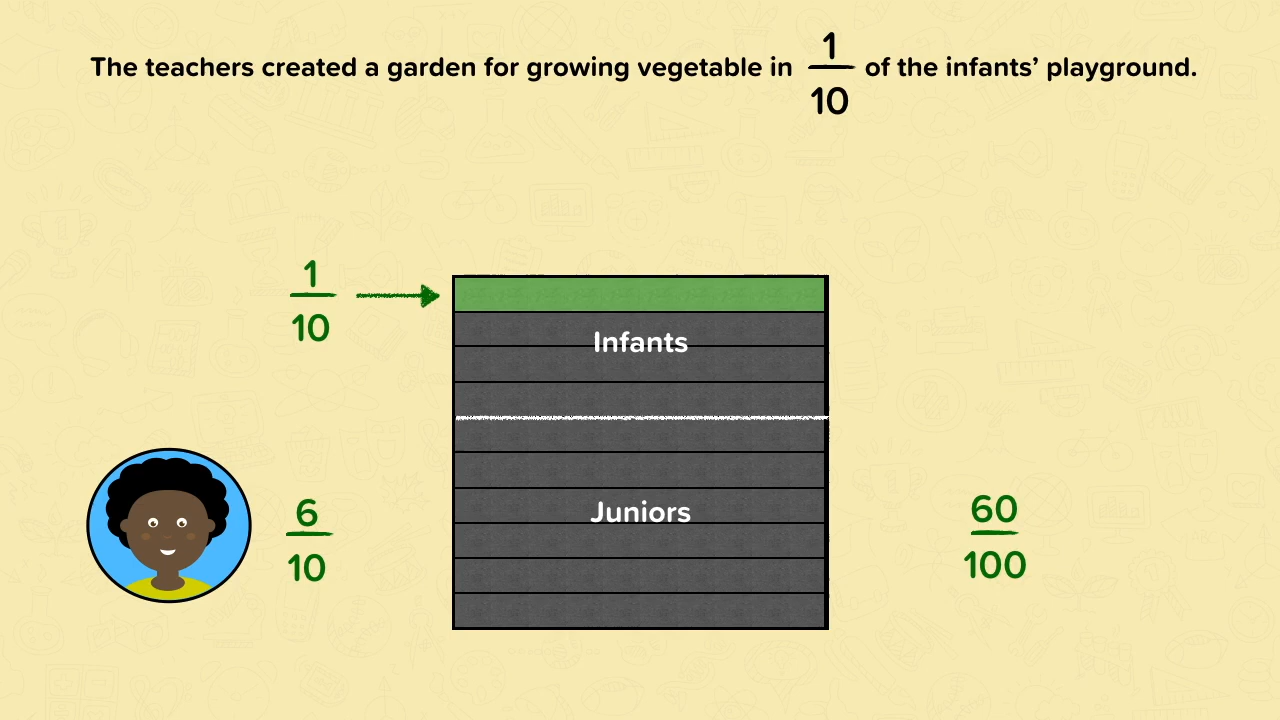 The teachers created a garden for growing vegetable in 1/10 of the infants’ playground.
1/10
Infants
Juniors
6/10
60/100